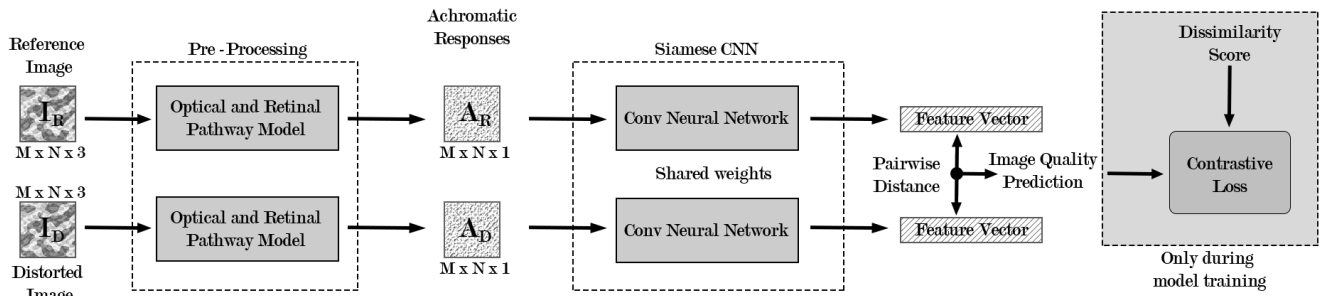 Reference
Image
I_R
M x N x 3
M x N x 3
I_D
Distorted
Image
Pre - Processing
Optical and Retinal
Pathway Model
Optical and Retinal
Pathway Model
Achromatic
Responses
A_R
M x N x 1
A_D
M x N x 1
Siamese CNN
Conv Neural Network
Shared weights
Conv Neural Network
Feature Vector
Pairwise
Distance
Image Quality
Prediction
Feature Vector
Dissimilarity
Score
Contrastive
Loss
Only during
model training